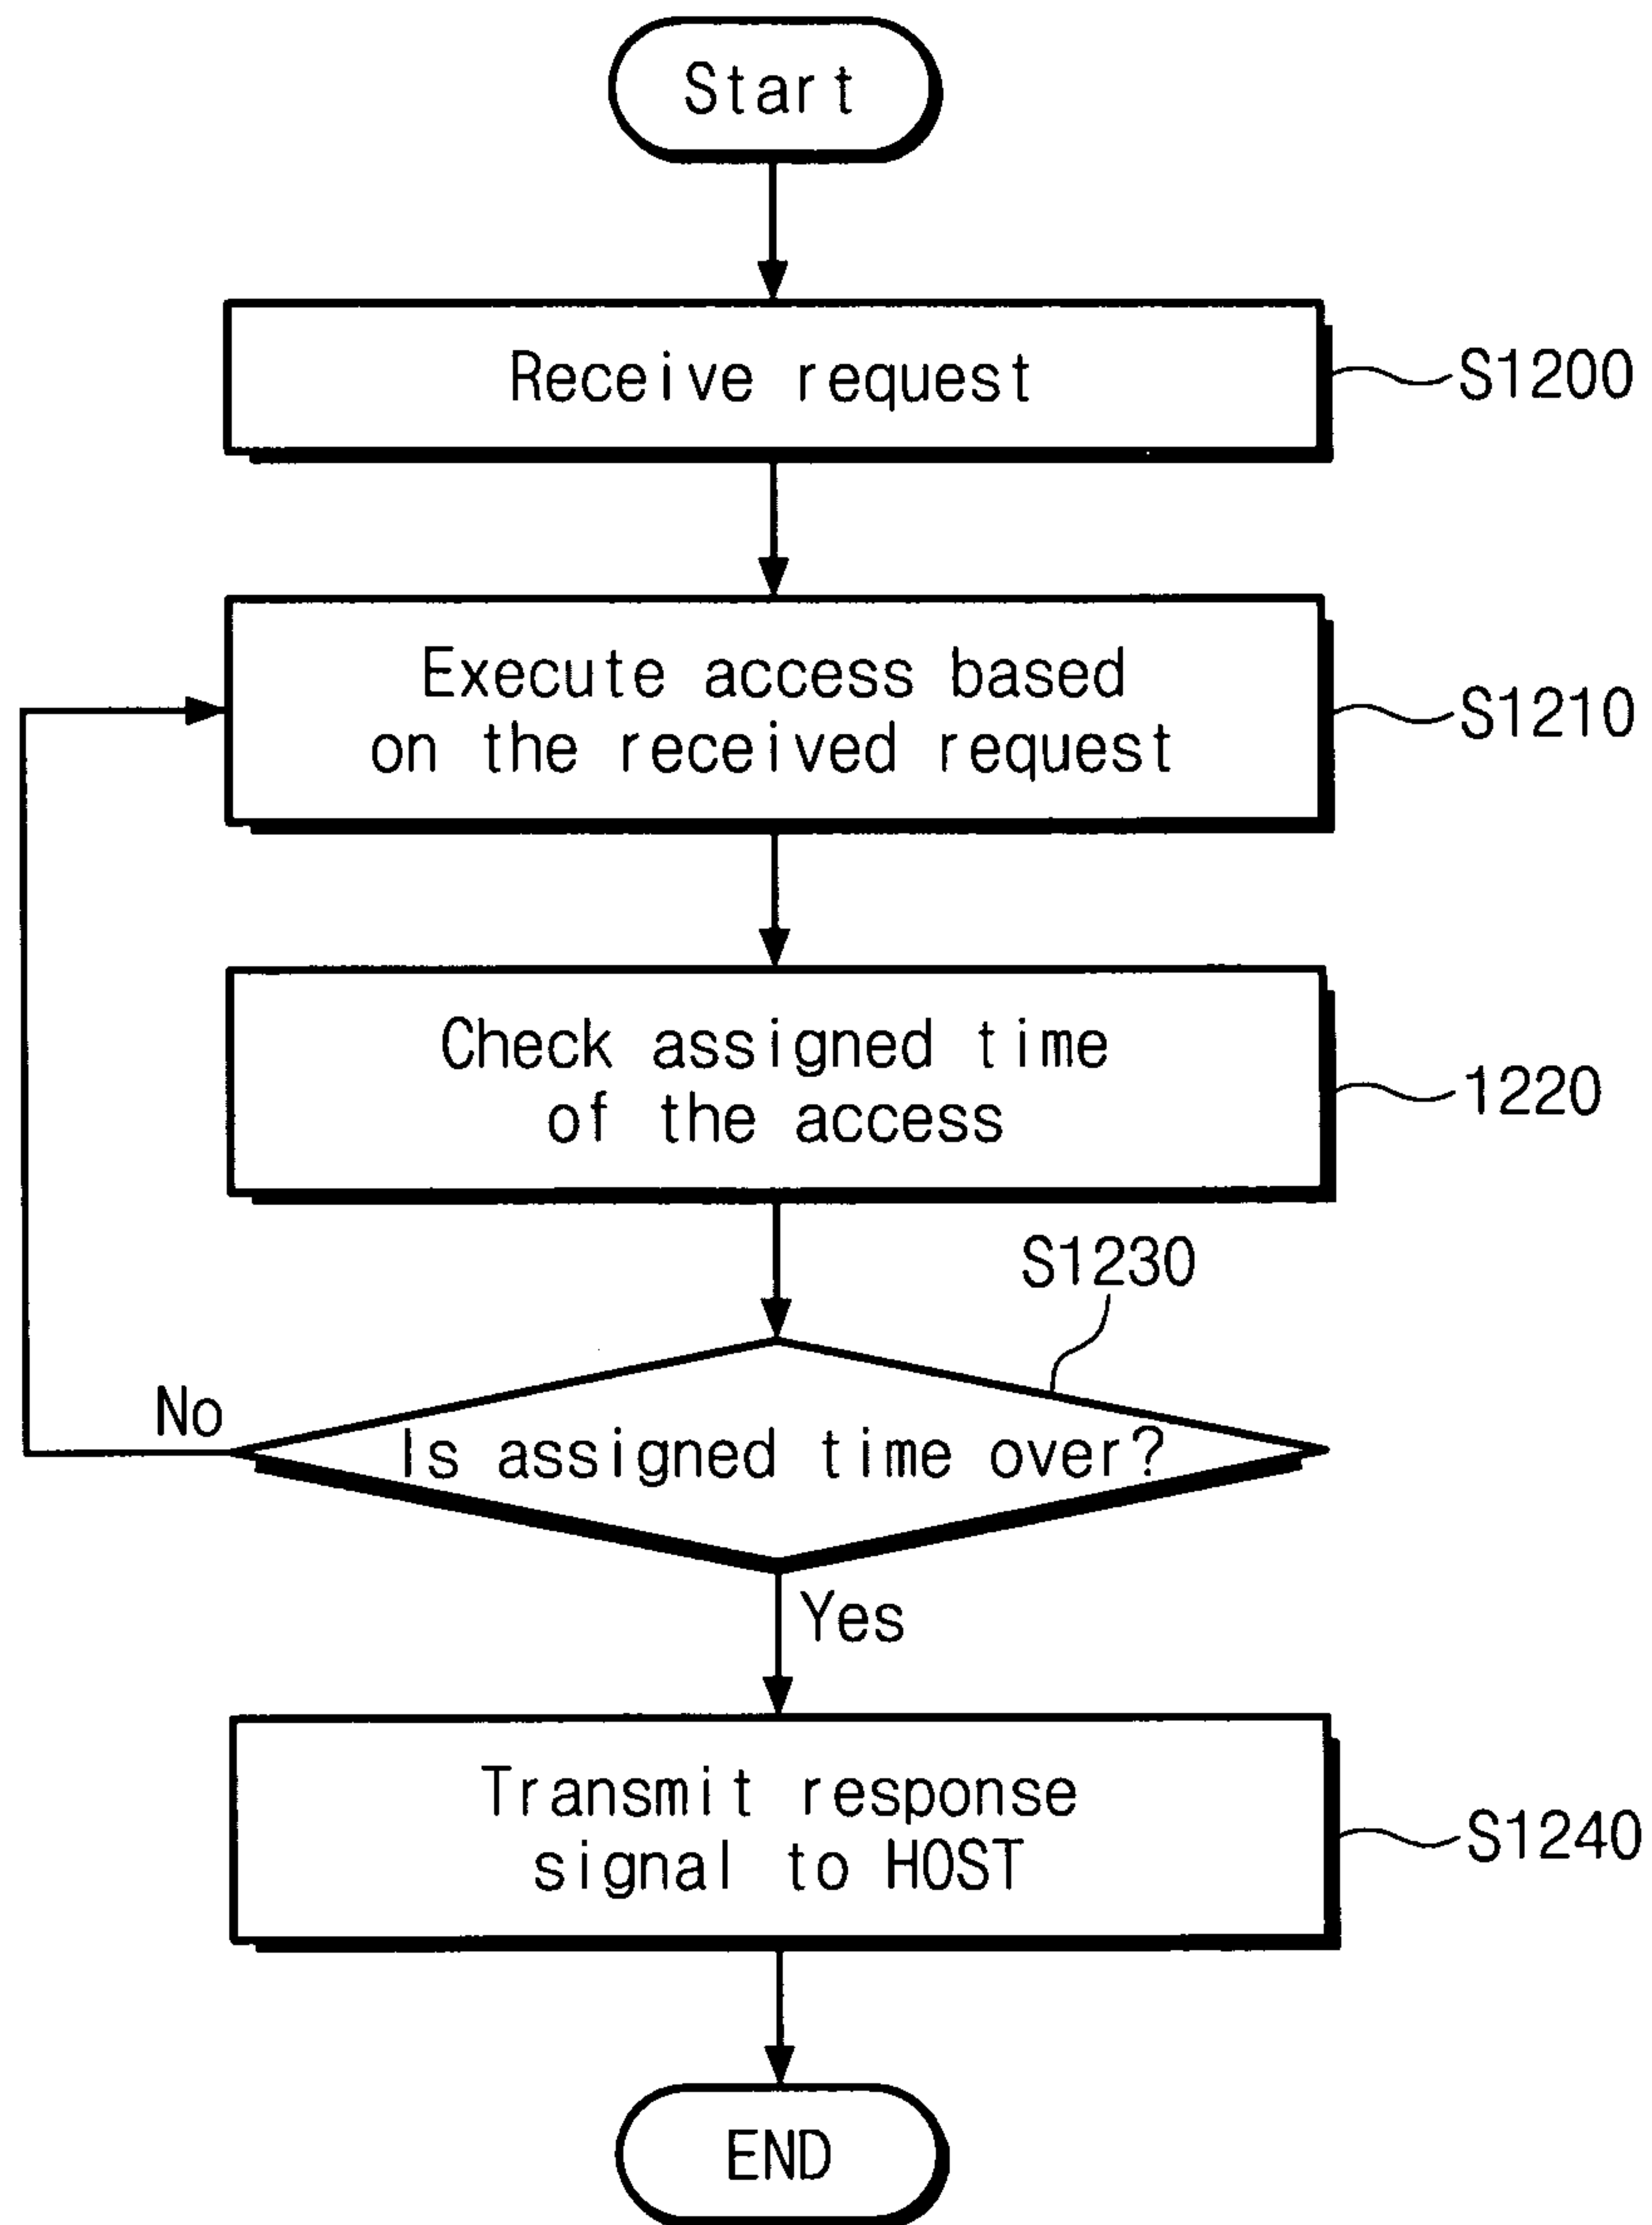 Start
Receive request
S1200
Execute access based
on the received request
S1210
Check assigned time
of the access
1220
S1230
No
Is assigned time over?
Yes
Transmit response
signal to HOST
S1240
END